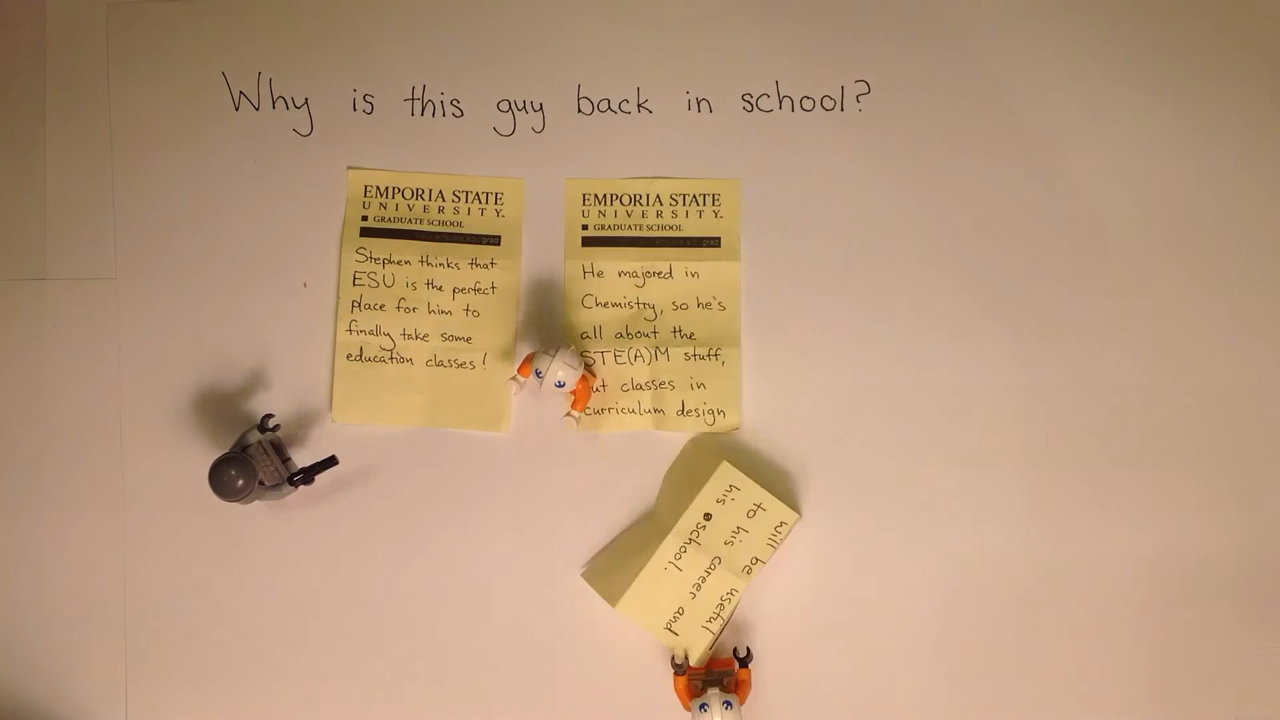 Why is this guy back in school?
EMPORIA STATE
UNIVERSITY
GRADUATE SCHOOL
Stephen thinks that
ESU is the perfect
place for him to
finally take some
education classes!
EMPORIA STATE
UNIVERSITY
GRADUATE SCHOOL
He majored in
Chemistry, so he's
all about the
STE(A)M stuff,
classes in
curriculum design
will be useful
to his career and
his school.